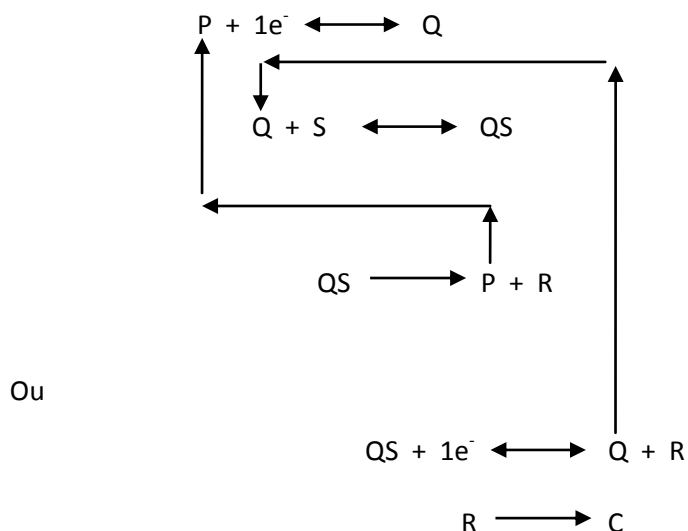 P + 1e⁻ ⟷ Q
Q + S ⟷ QS
QS ⟶ P + R
Ou
QS + 1e⁻ ⟷ Q + R
R ⟶ C